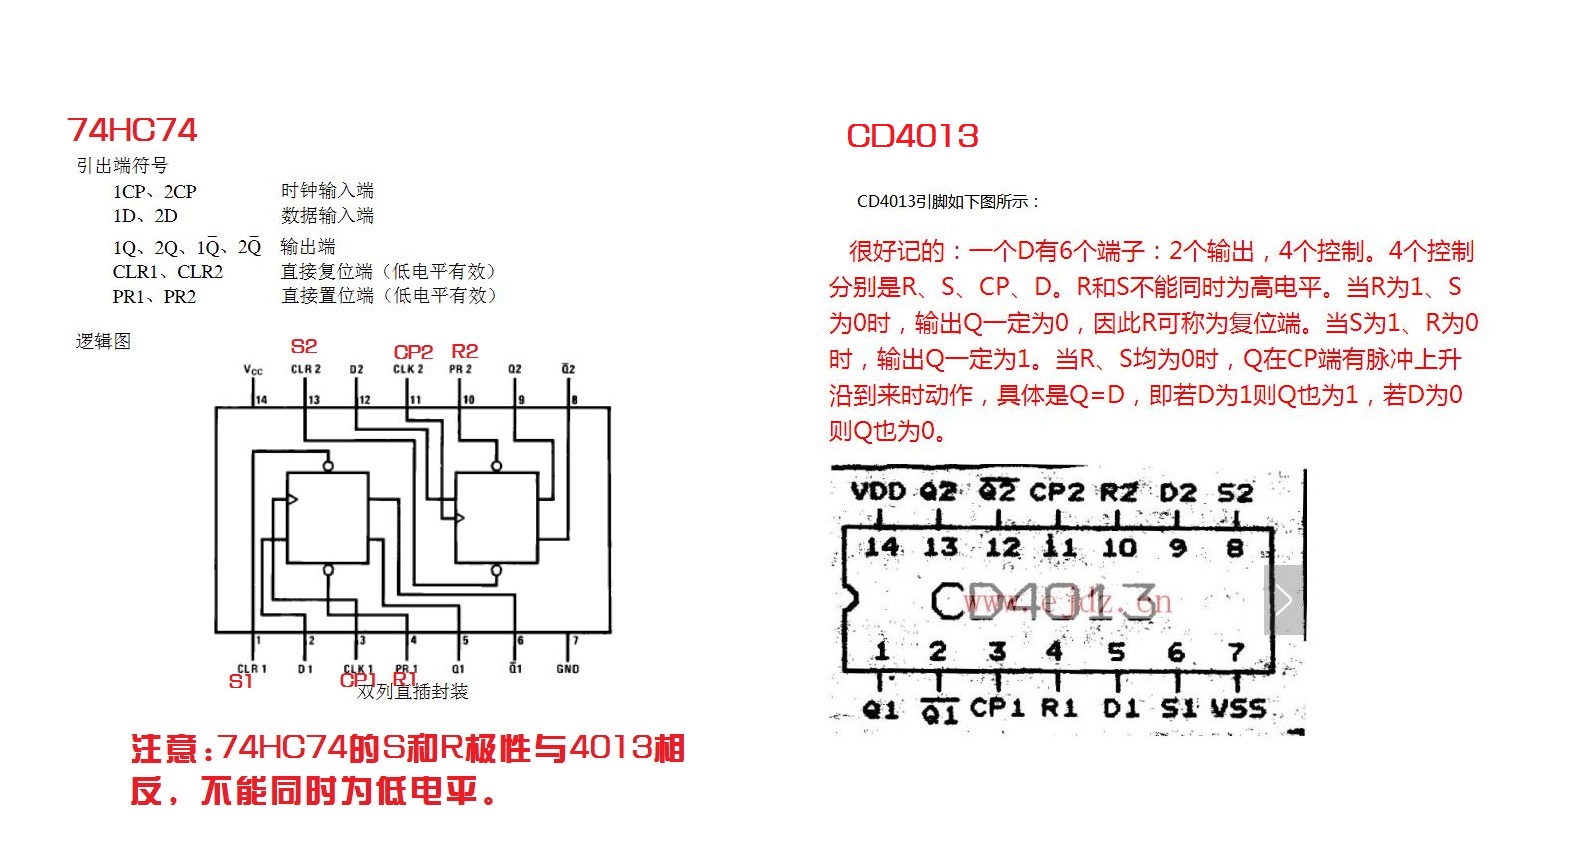 74HC74
引出端符号
1CP、2CP 时钟输入端
1D、2D 数据输入端
1Q、2Q、1Q̅、2Q̅ 输出端
CLR1、CLR2 直接复位端（低电平有效）
PR1、PR2 直接置位端（低电平有效）
逻辑图
S2 CP2 R2
VCC CLR 2 D2 CLK 2 PR 2 Q2 Q̅2
14 13 12 11 10 9 8
1 2 3 4 5 6 7
CLR 1 D1 CLK 1 PR 1 Q1 Q̅1 GND
S1 CP1 R1
双列直插封装
注意:74HC74的S和R极性与4013相
反，不能同时为低电平。
CD4013
CD4013引脚如下图所示：
很好记的：一个D有6个端子：2个输出，4个控制。4个控制
分别是R、S、CP、D。R和S不能同时为高电平。当R为1、S
为0时，输出Q一定为0，因此R可称为复位端。当S为1、R为0
时，输出Q一定为1。当R、S均为0时，Q在CP端有脉冲上升
沿到来时动作，具体是Q=D，即若D为1则Q也为1，若D为0
则Q也为0。
VDD Q2 Q̅2 CP2 R2 D2 S2
14 13 12 11 10 9 8
CD4013
www.ejdz.cn
1 2 3 4 5 6 7
Q1 Q̅1 CP1 R1 D1 S1 VSS